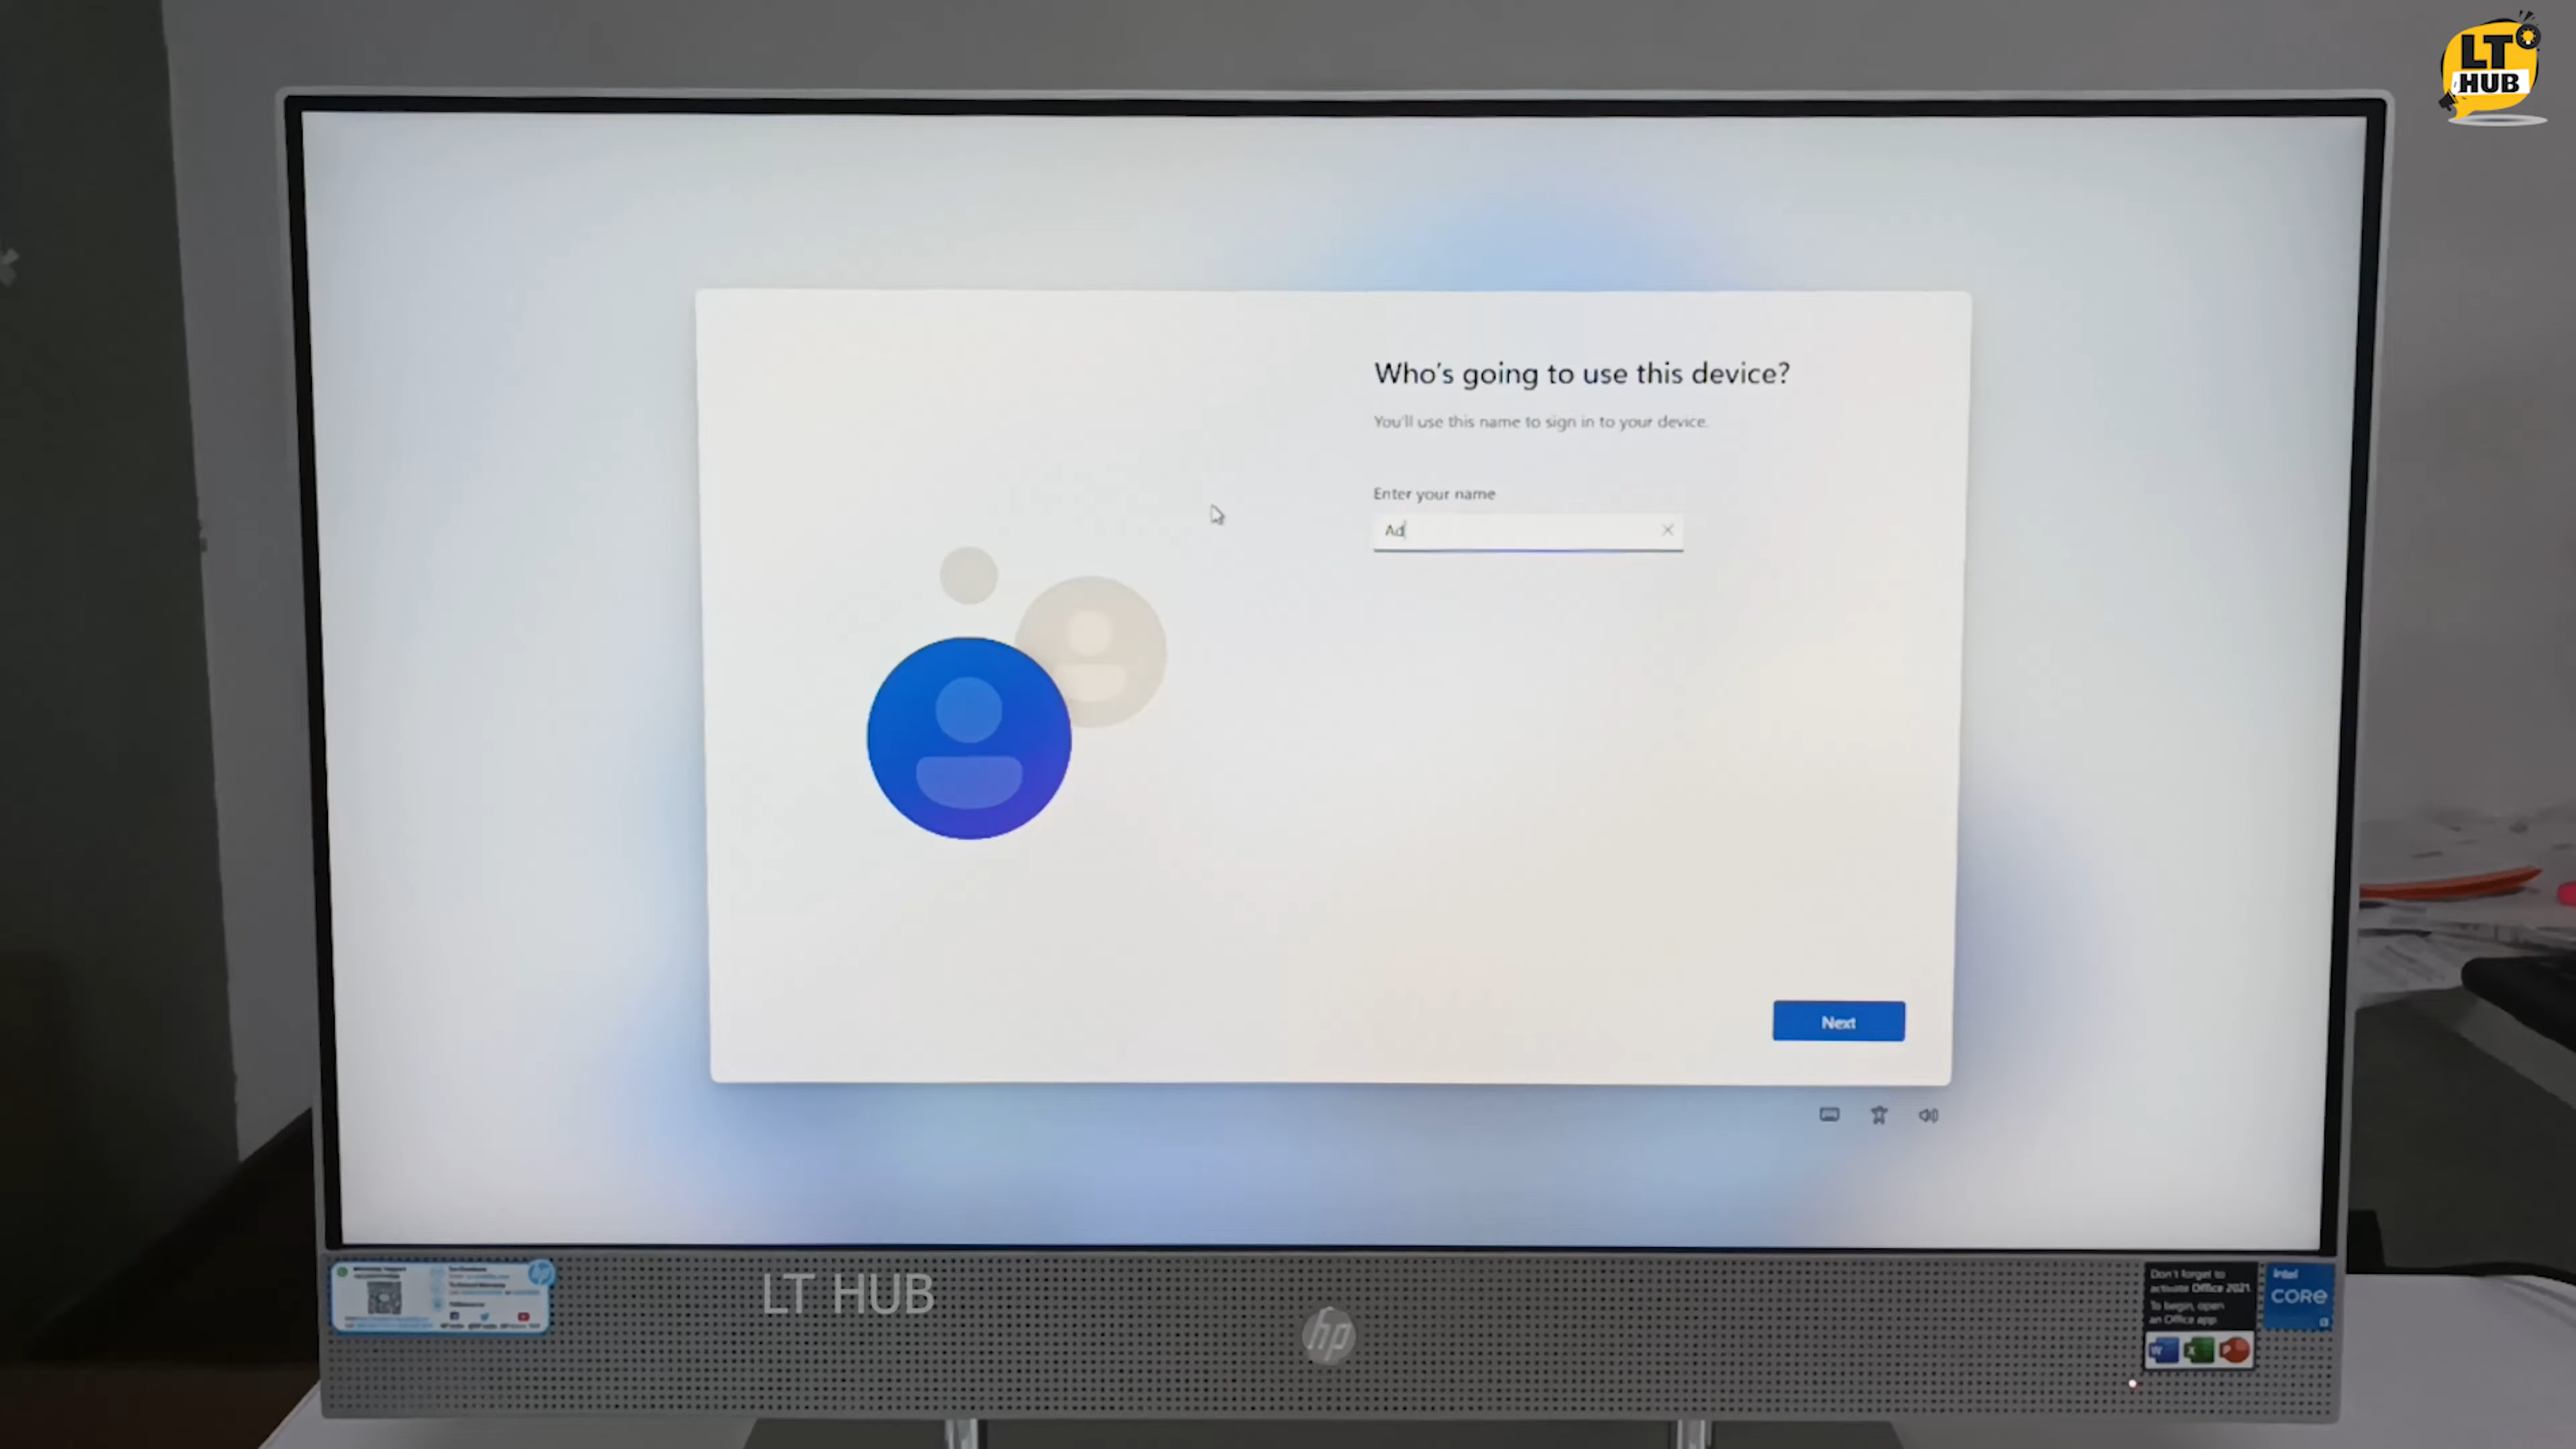 LT
HUB
Who's going to use this device?
You'll use this name to sign in to your device.
Enter your name
Ad
Next
LT HUB
hp
hp
Don't forget to
activate Office 2021.
To begin, open
an Office app.
W X P
intel
CORE
i3